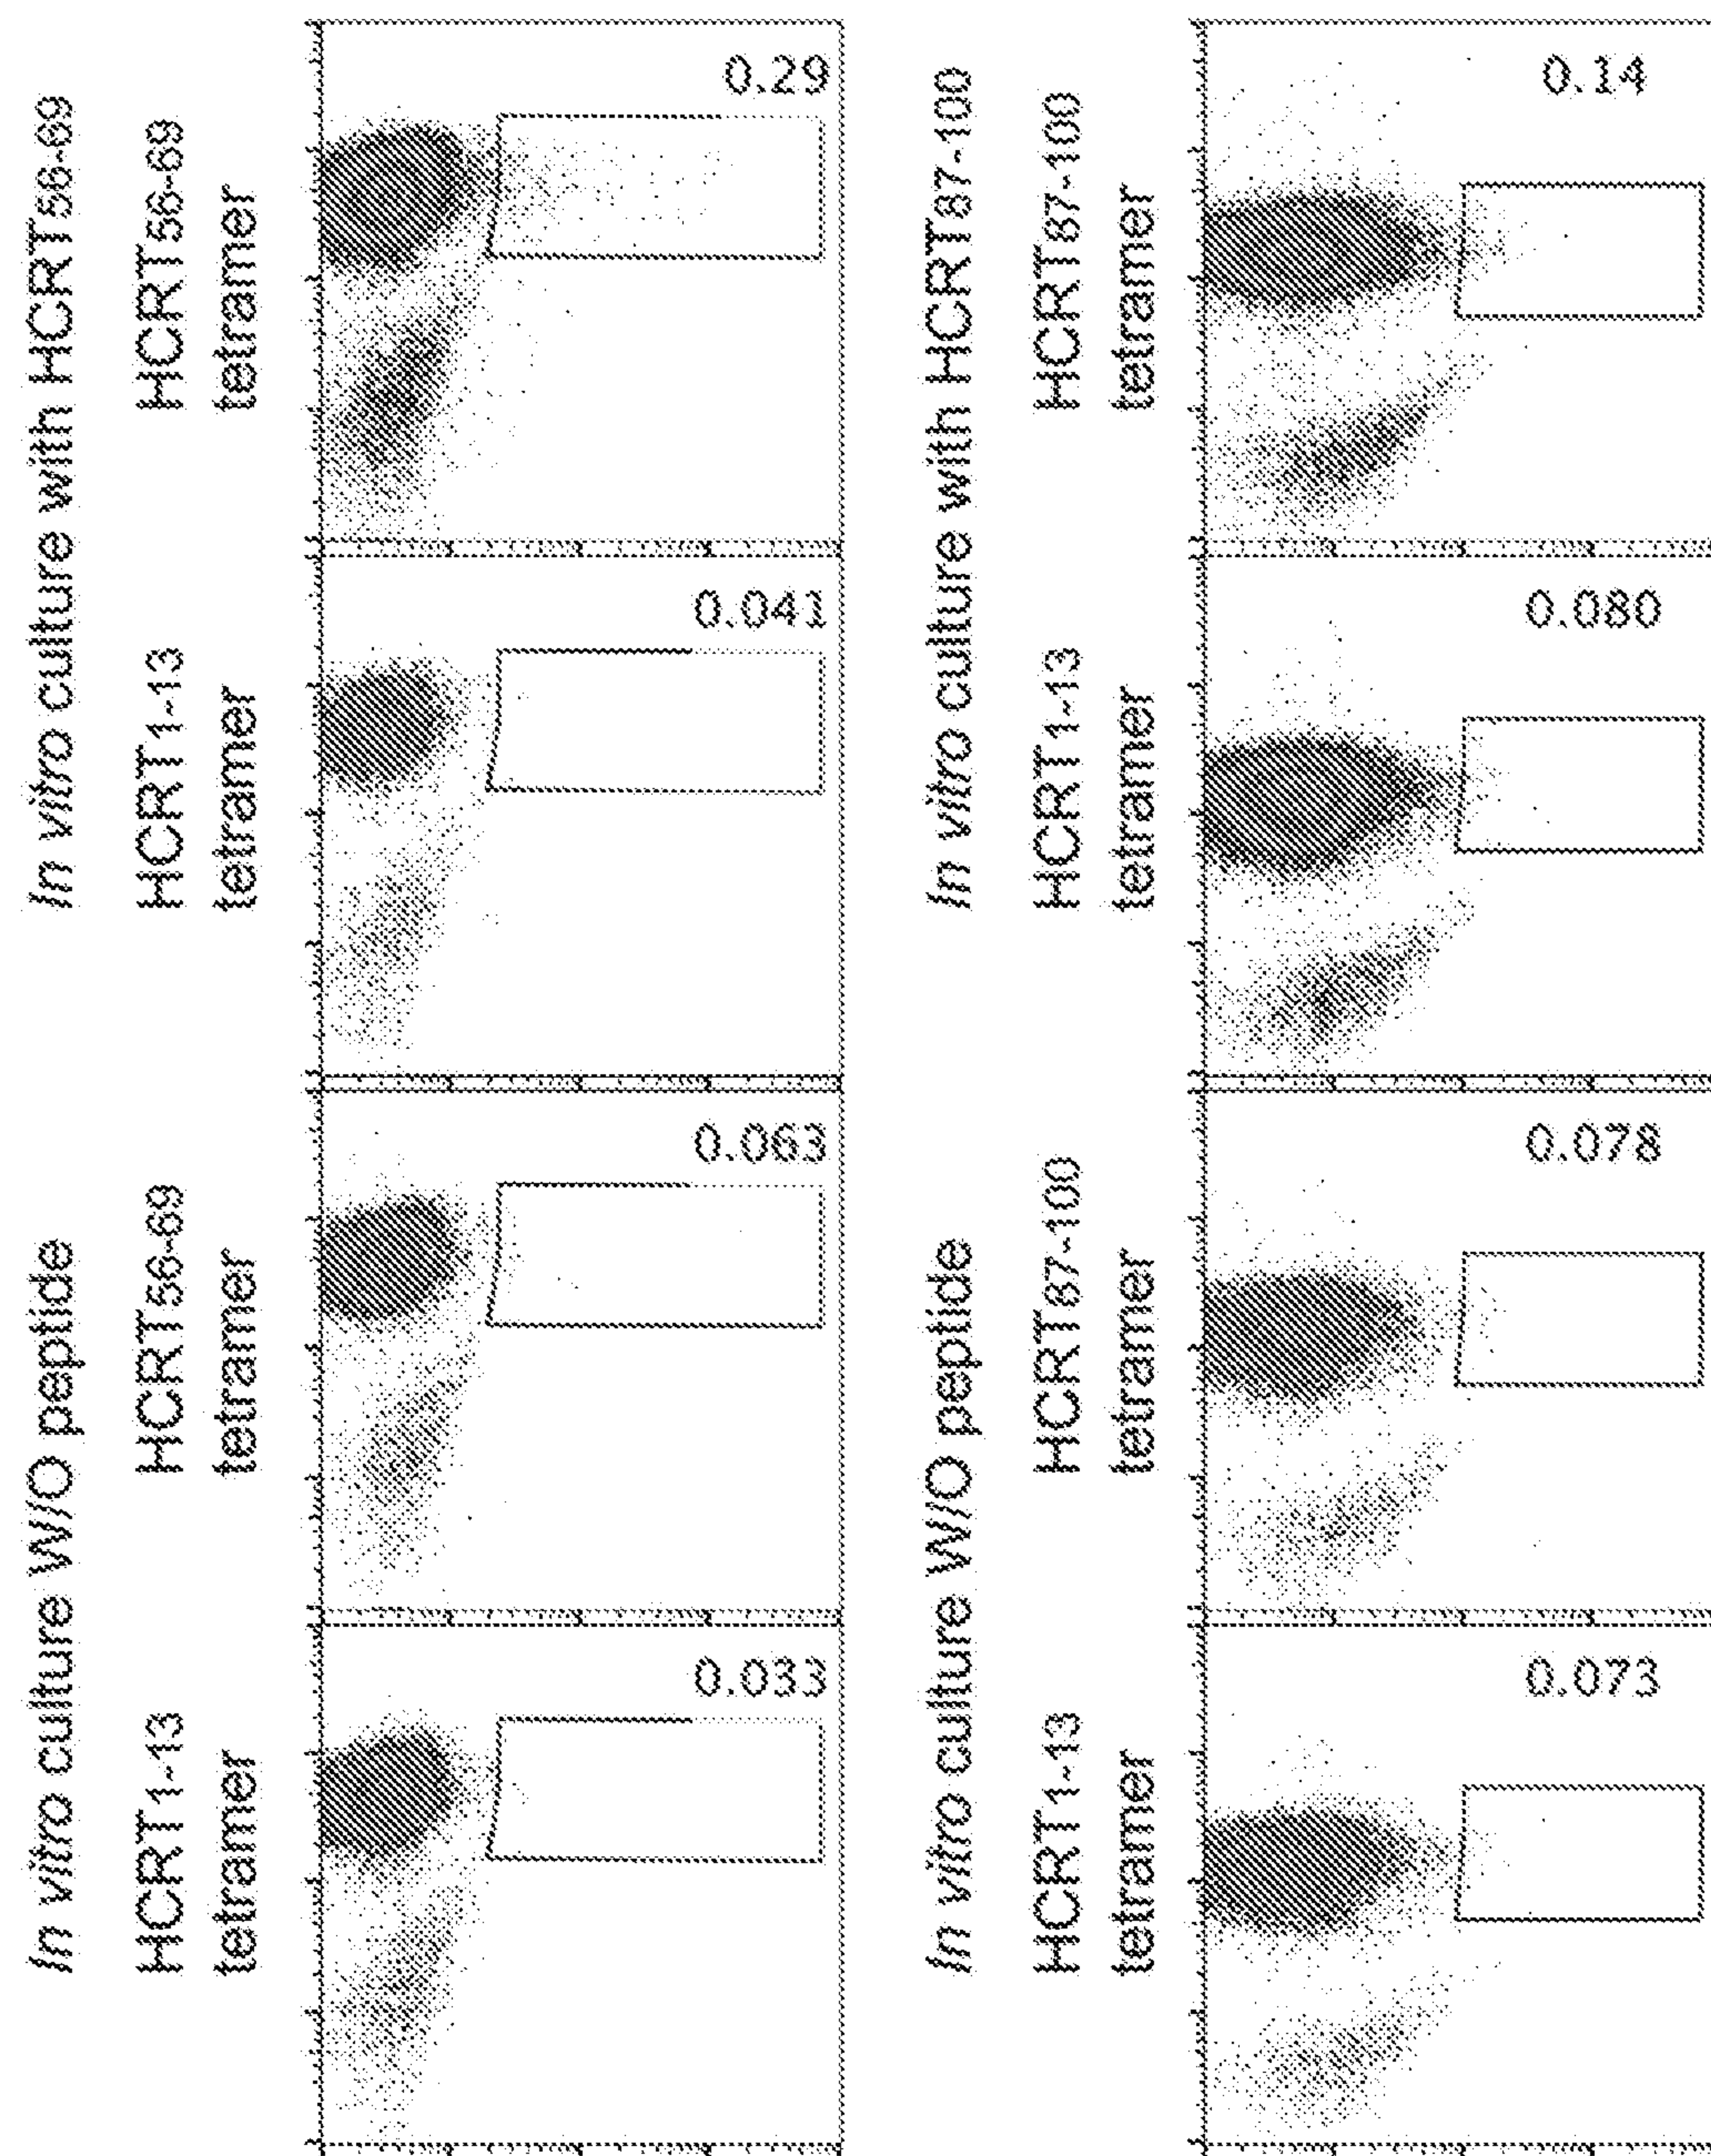 In vitro culture W/O peptide
In vitro culture with HCRT56-69
HCRT1-13
tetramer
HCRT56-69
tetramer
HCRT1-13
tetramer
HCRT56-69
tetramer
0.033
0.063
0.041
0.29
In vitro culture W/O peptide
In vitro culture with HCRT87-100
HCRT1-13
tetramer
HCRT87-100
tetramer
HCRT1-13
tetramer
HCRT87-100
tetramer
0.073
0.078
0.080
0.14